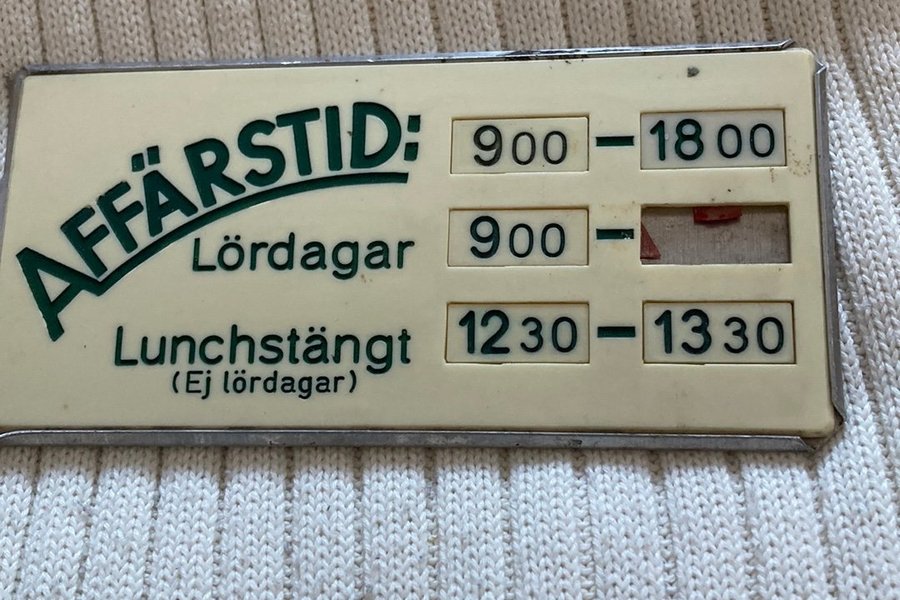 AFFÄRSTID: 900 – 1800
Lördagar 900 –
Lunchstängt 1230 – 1330
(Ej lördagar)